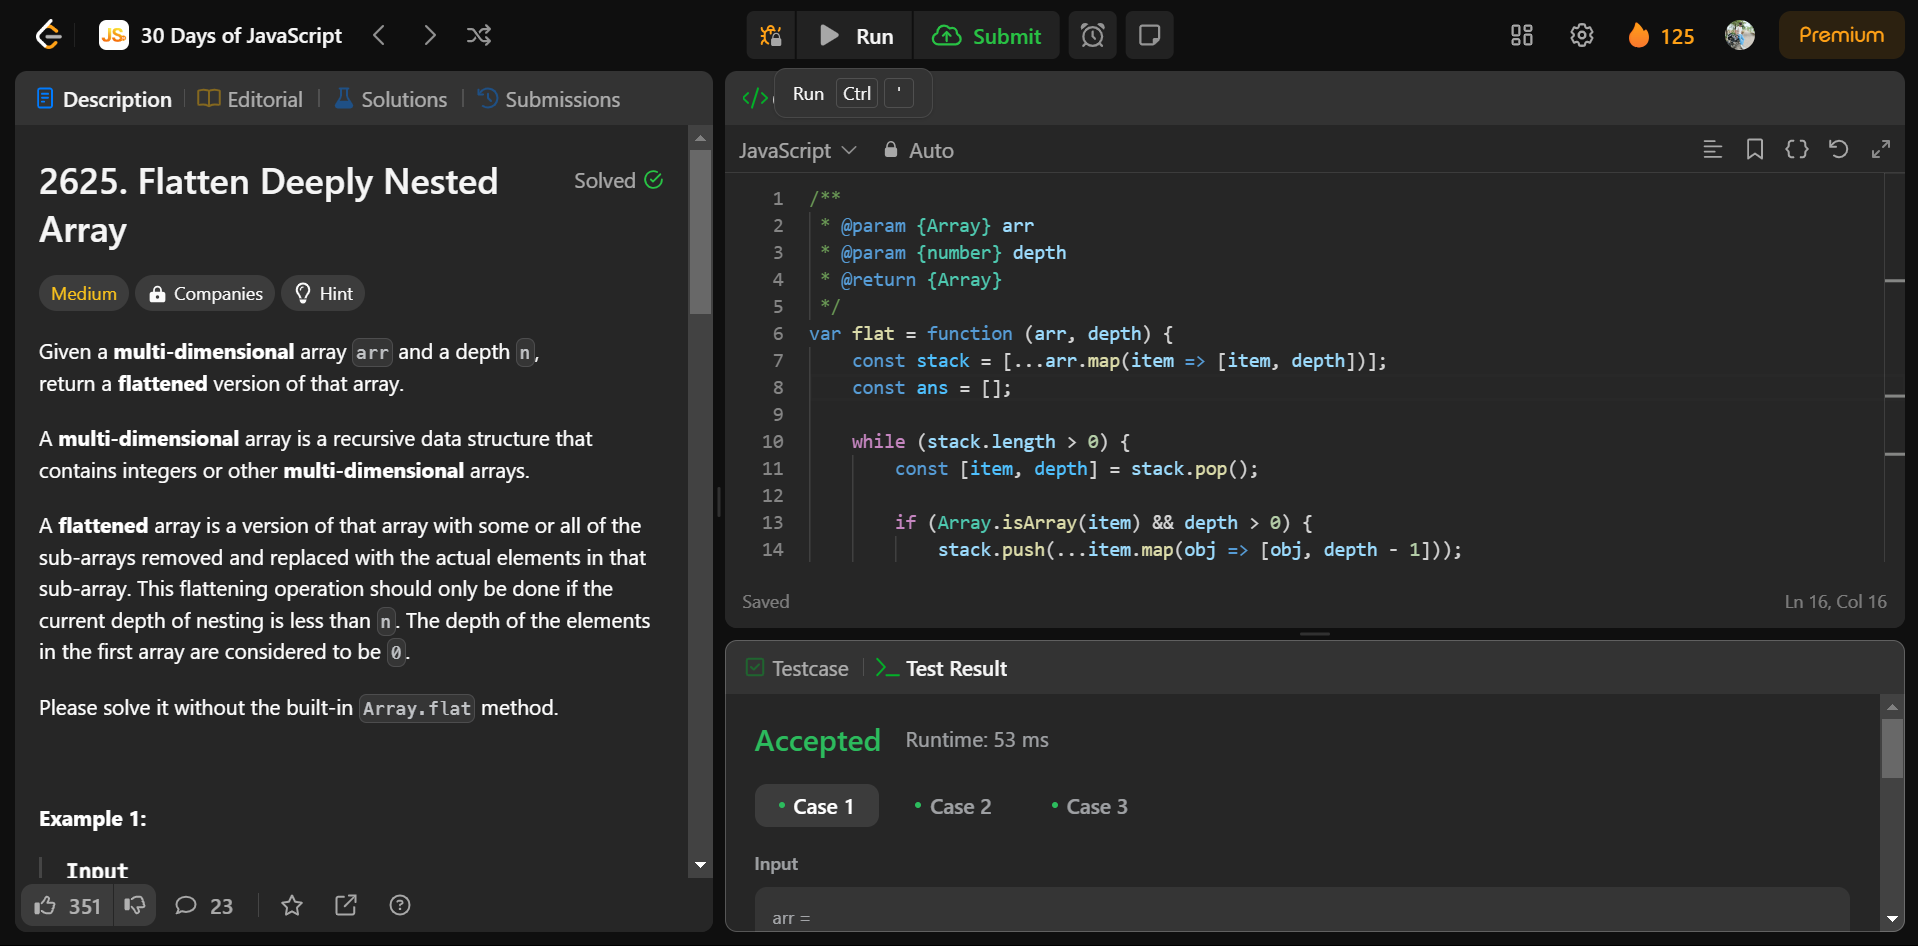 JS 30 Days of JavaScript
Run
Submit
125
Premium
Description
Editorial
Solutions
Submissions
2625. Flatten Deeply Nested
Array
Solved
Medium
Companies
Hint
Given a multi-dimensional array arr and a depth n,
return a flattened version of that array.
A multi-dimensional array is a recursive data structure that
contains integers or other multi-dimensional arrays.
A flattened array is a version of that array with some or all of the
sub-arrays removed and replaced with the actual elements in that
sub-array. This flattening operation should only be done if the
current depth of nesting is less than n. The depth of the elements
in the first array are considered to be 0.
Please solve it without the built-in Array.flat method.
Example 1:
Input
351
23
</>
Run Ctrl '
JavaScript
Auto
1 /**
2 * @param {Array} arr
3 * @param {number} depth
4 * @return {Array}
5 */
6 var flat = function (arr, depth) {
7 const stack = [...arr.map(item => [item, depth])];
8 const ans = [];
9
10 while (stack.length > 0) {
11 const [item, depth] = stack.pop();
12
13 if (Array.isArray(item) && depth > 0) {
14 stack.push(...item.map(obj => [obj, depth - 1]));
Saved
Ln 16, Col 16
Testcase
Test Result
Accepted
Runtime: 53 ms
Case 1
Case 2
Case 3
Input
arr =